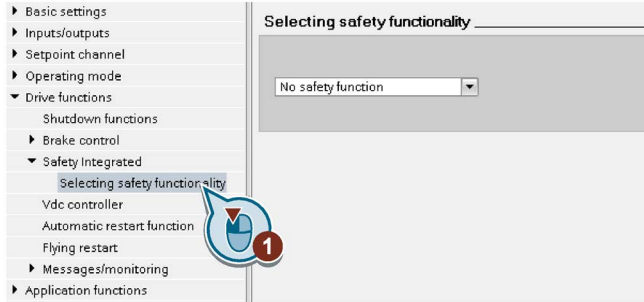 Basic settings
Inputs/outputs
Setpoint channel
Operating mode
Drive functions
Shutdown functions
Brake control
Safety Integrated
Selecting safety functionality
Vdc controller
Automatic restart function
Flying restart
Messages/monitoring
Application functions
Selecting safety functionality
No safety function
1